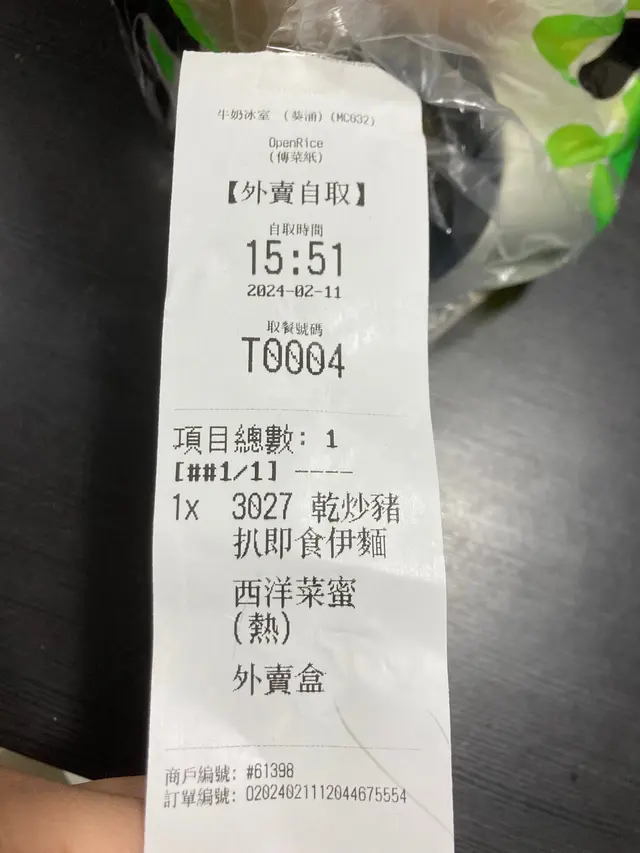 牛奶冰室 (葵涌)(MC032)
OpenRice
(傳菜紙)
【外賣自取】
自取時間
15:51
2024-02-11
取餐號碼
T0004
項目總數: 1
[##1/1] ----
1x 3027 乾炒豬
扒即食伊麵
西洋菜蜜
(熱)
外賣盒
商戶編號: #61398
訂單編號: 02024021112044675554